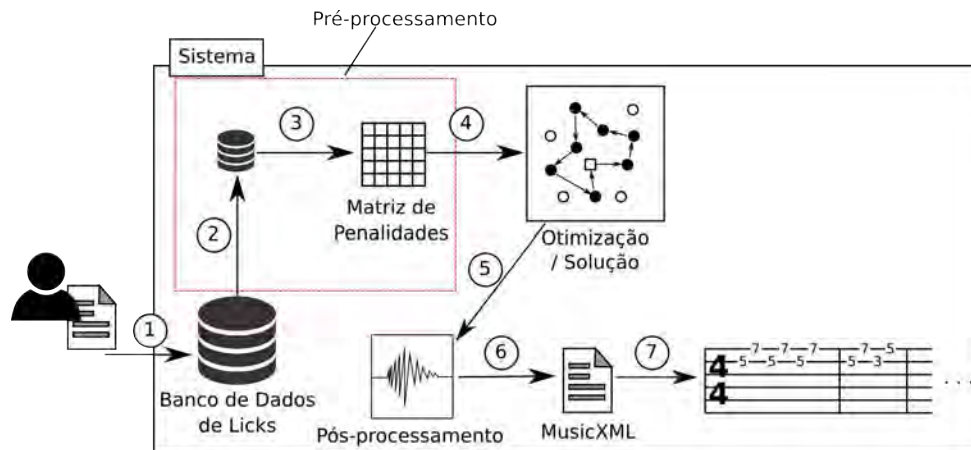 Pré-processamento
Sistema
3
4
2
Matriz de
Penalidades
Otimização
/ Solução
5
1
6
7
Banco de Dados
de Licks
Pós-processamento
MusicXML
4
4
7 7 7 7 5
5 5 5 5 3
. . .